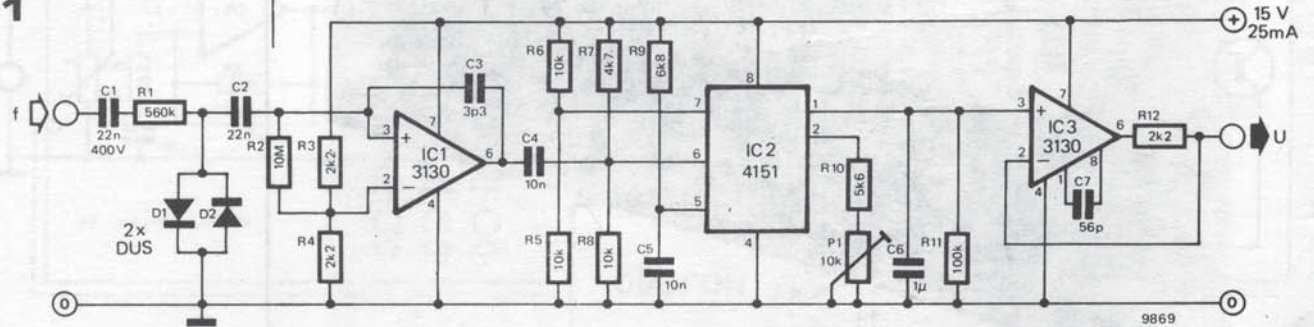 1
15 V
25mA
f
C1
22n
400V
R1
560k
C2
22n
D1
D2
2x
DUS
R2
10M
R3
2k2
R4
2k2
C3
3p3
3
+
2
−
7
6
4
IC1
3130
C4
10n
R6
10k
R7
4k7
R9
6k8
R5
10k
R8
10k
C5
10n
8
7
6
5
4
1
2
IC2
4151
R10
5k6
P1
10k
C6
1µ
R11
100k
3
+
2
−
7
6
8
1
4
IC3
3130
C7
56p
R12
2k2
U
+
0
0
9869